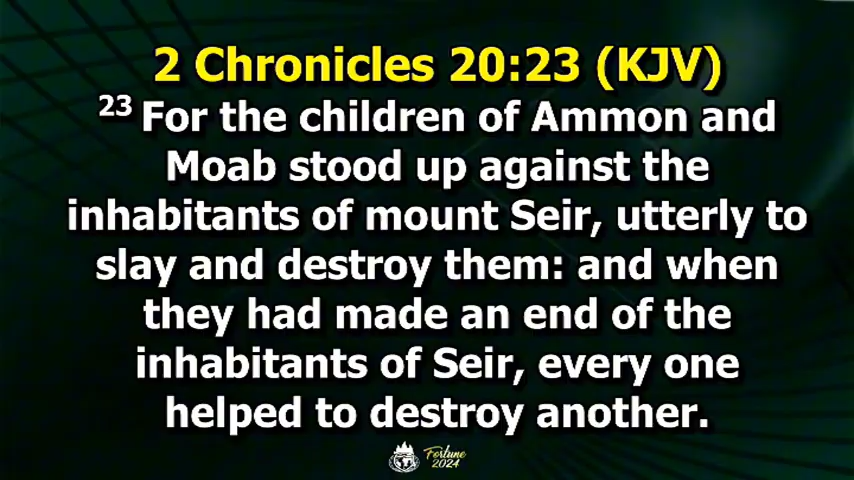 2 Chronicles 20:23 (KJV)
23 For the children of Ammon and
Moab stood up against the
inhabitants of mount Seir, utterly to
slay and destroy them: and when
they had made an end of the
inhabitants of Seir, every one
helped to destroy another.
Fortune
2024